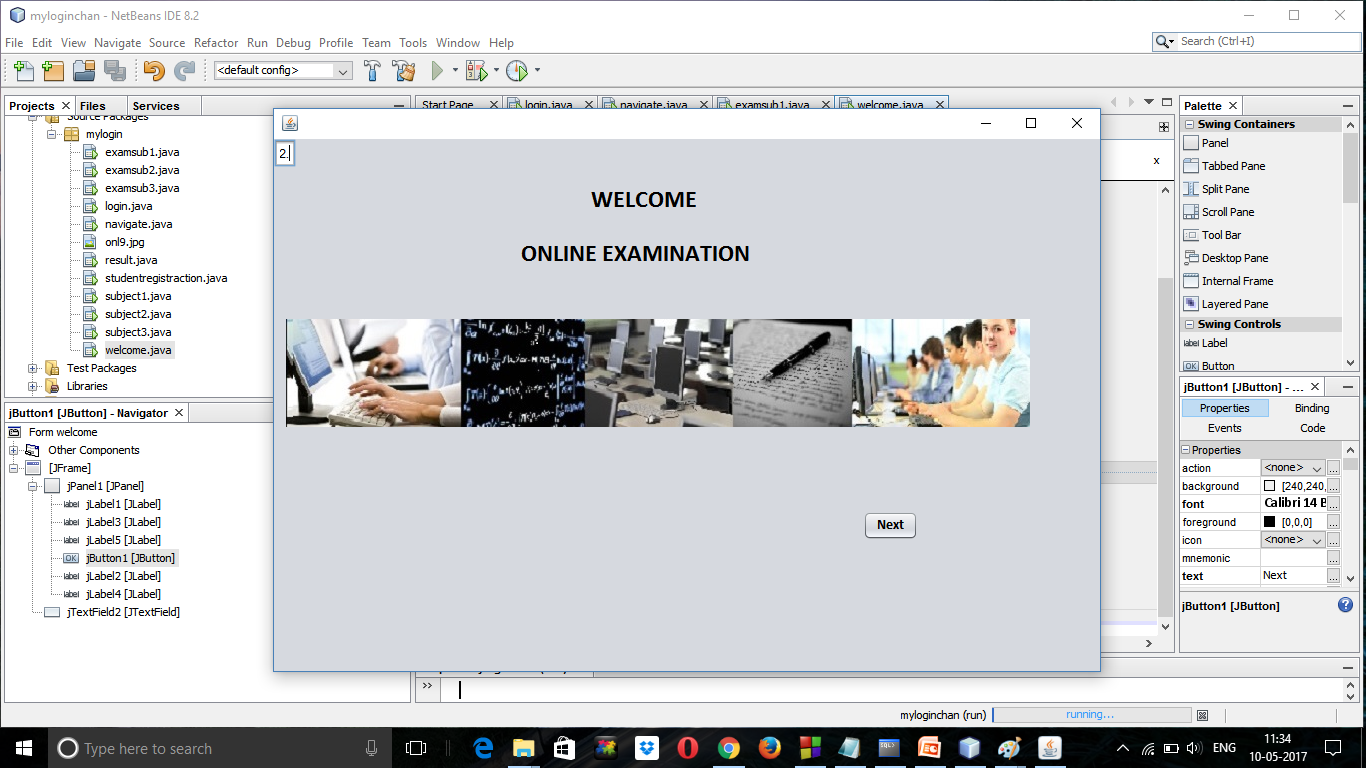 myloginchan - NetBeans IDE 8.2
File Edit View Navigate Source Refactor Run Debug Profile Team Tools Window Help
Search (Ctrl+I)
<default config>
Projects Files Services
Start Page login.java navigate.java examsub1.java welcome.java
Palette
Source Packages
mylogin
examsub1.java
examsub2.java
examsub3.java
login.java
navigate.java
onl9.jpg
result.java
studentregistraction.java
subject1.java
subject2.java
subject3.java
welcome.java
Test Packages
Libraries
jButton1 [JButton] - Navigator
Form welcome
Other Components
[JFrame]
jPanel1 [JPanel]
jLabel1 [JLabel]
jLabel3 [JLabel]
jLabel5 [JLabel]
jButton1 [JButton]
jLabel2 [JLabel]
jLabel4 [JLabel]
jTextField2 [JTextField]
2.
WELCOME
ONLINE EXAMINATION
Next
x
Swing Containers
Panel
Tabbed Pane
Split Pane
Scroll Pane
Tool Bar
Desktop Pane
Internal Frame
Layered Pane
Swing Controls
Label
Button
jButton1 [JButton] - ...
Properties Binding
Events Code
Properties
action <none> ...
background [240,240, ...
font Calibri 14 B ...
foreground [0,0,0] ...
icon <none> ...
mnemonic ...
text Next ...
jButton1 [JButton]
>>
myloginchan (run) running...
Type here to search
ENG
11:34
10-05-2017